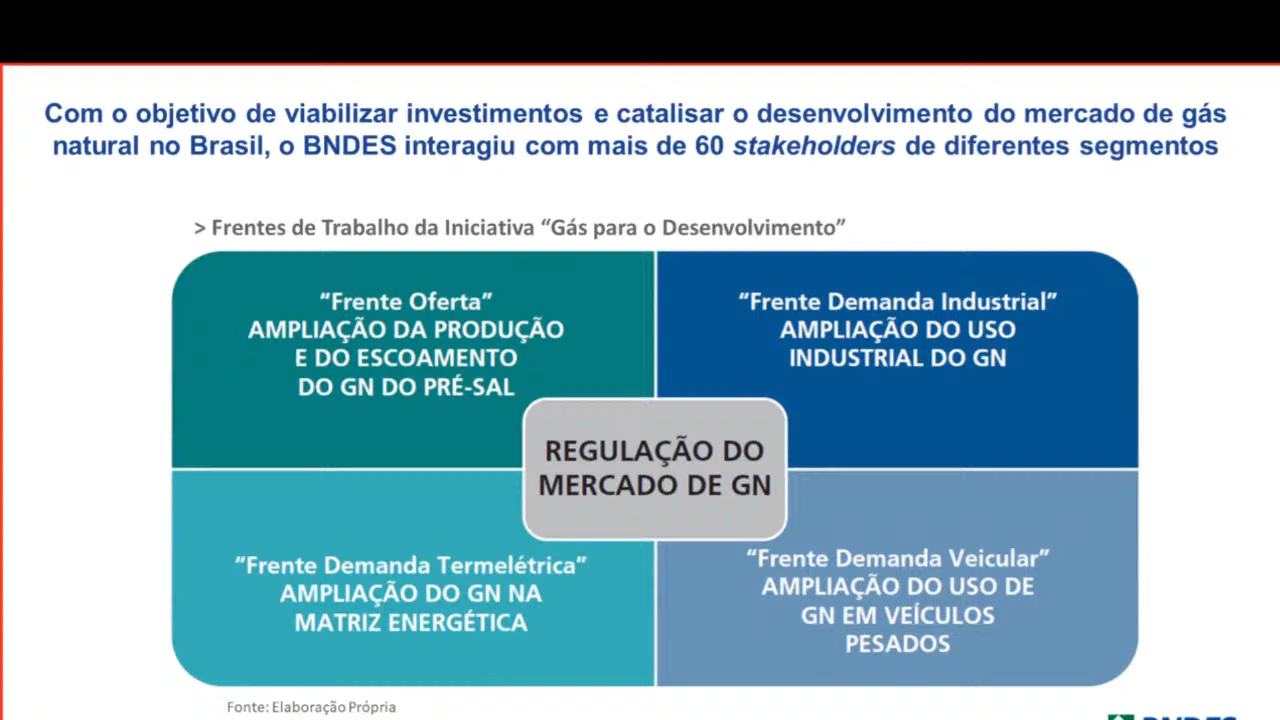 Com o objetivo de viabilizar investimentos e catalisar o desenvolvimento do mercado de gás
natural no Brasil, o BNDES interagiu com mais de 60 stakeholders de diferentes segmentos
> Frentes de Trabalho da Iniciativa “Gás para o Desenvolvimento”
“Frente Oferta”
AMPLIAÇÃO DA PRODUÇÃO
E DO ESCOAMENTO
DO GN DO PRÉ-SAL
“Frente Demanda Industrial”
AMPLIAÇÃO DO USO
INDUSTRIAL DO GN
REGULAÇÃO DO
MERCADO DE GN
“Frente Demanda Termelétrica”
AMPLIAÇÃO DO GN NA
MATRIZ ENERGÉTICA
“Frente Demanda Veicular”
AMPLIAÇÃO DO USO DE
GN EM VEÍCULOS
PESADOS
Fonte: Elaboração Própria
BNDES